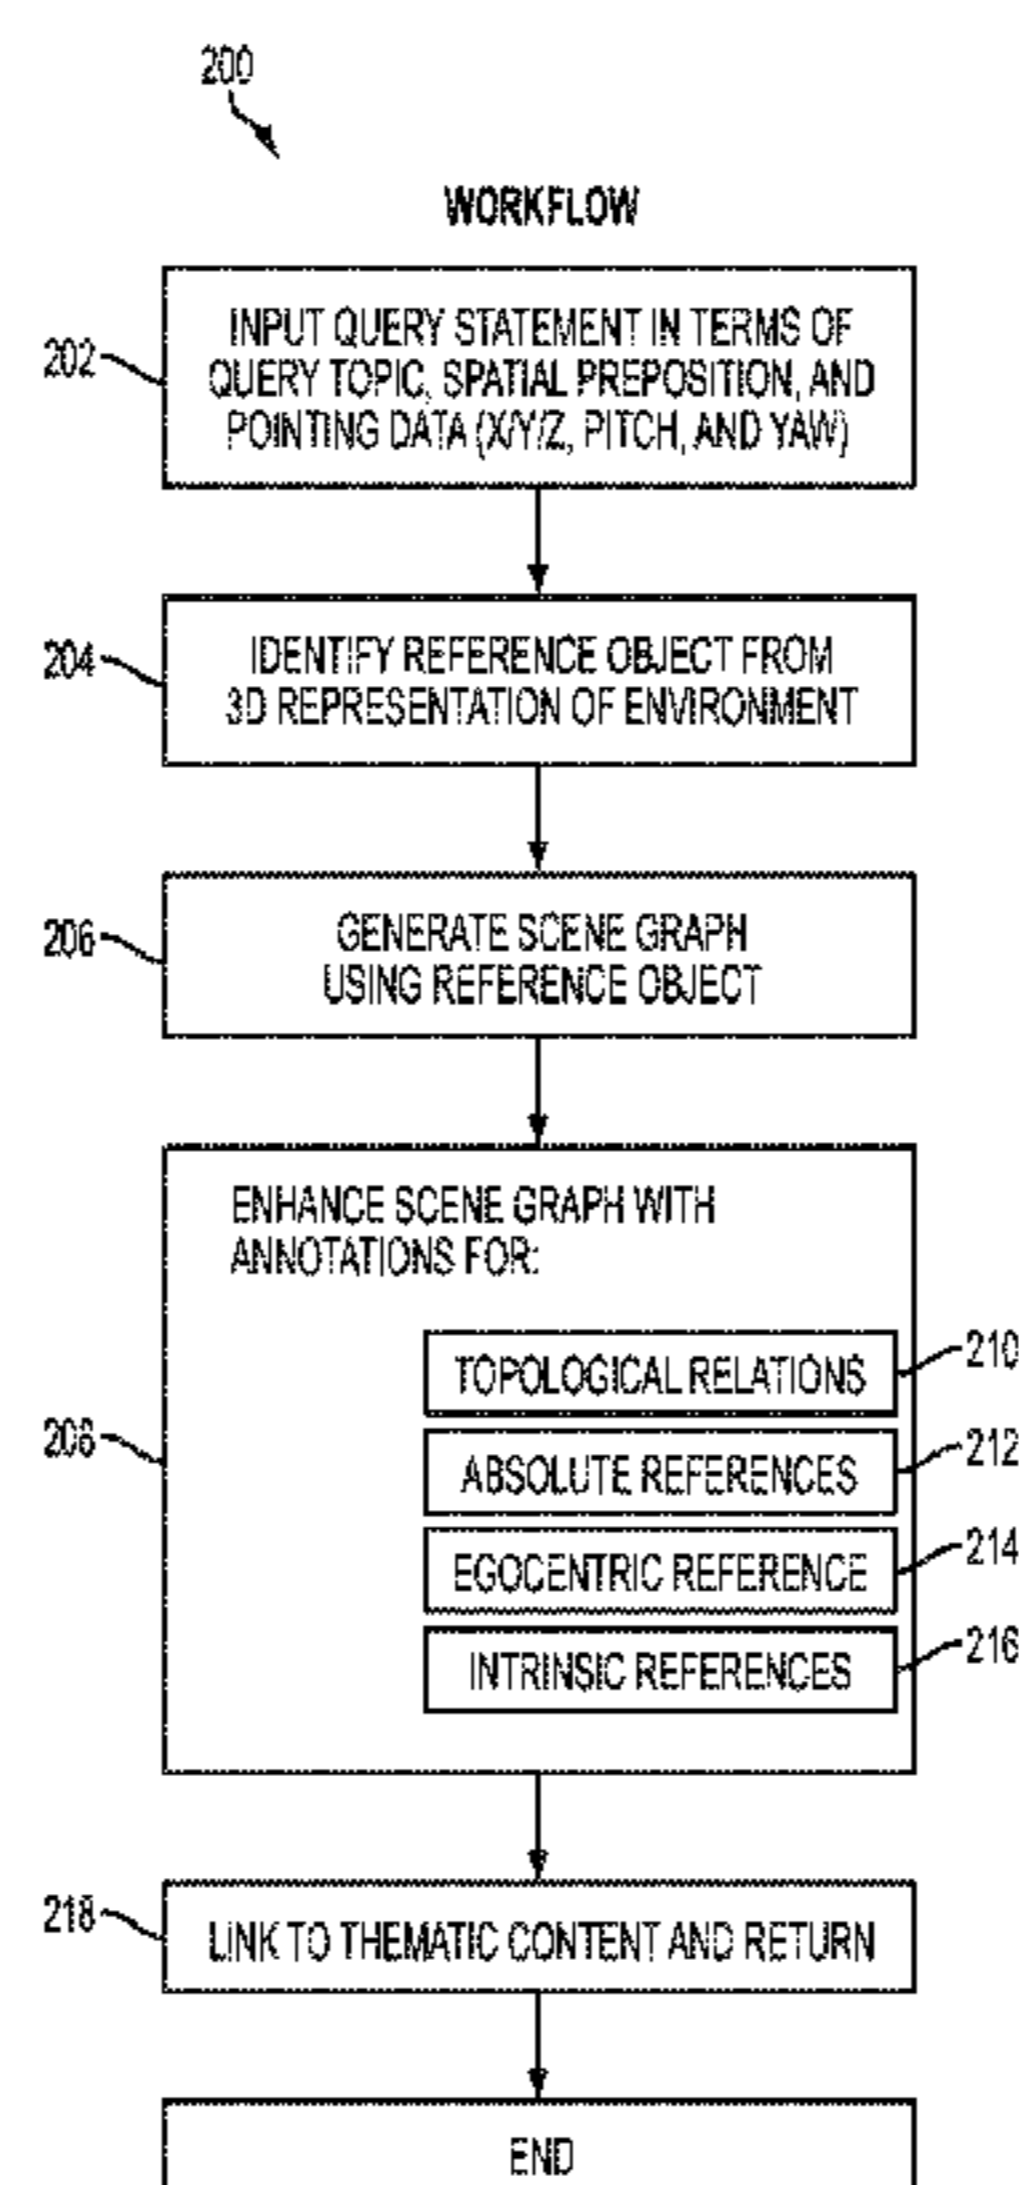 200
WORKFLOW
202
INPUT QUERY STATEMENT IN TERMS OF
QUERY TOPIC, SPATIAL PREPOSITION, AND
POINTING DATA (X/Y/Z, PITCH, AND YAW)
204
IDENTIFY REFERENCE OBJECT FROM
3D REPRESENTATION OF ENVIRONMENT
206
GENERATE SCENE GRAPH
USING REFERENCE OBJECT
208
ENHANCE SCENE GRAPH WITH
ANNOTATIONS FOR:
TOPOLOGICAL RELATIONS
210
ABSOLUTE REFERENCES
212
EGOCENTRIC REFERENCE
214
INTRINSIC REFERENCES
216
218
LINK TO THEMATIC CONTENT AND RETURN
END